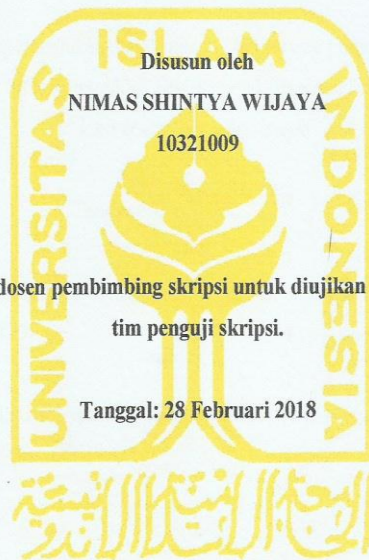 UNIVERSITAS ISLAM INDONESIA
Disusun oleh
NIMAS SHINTYA WIJAYA
10321009
dosen pembimbing skripsi untuk diujikan
tim penguji skripsi.
Tanggal: 28 Februari 2018